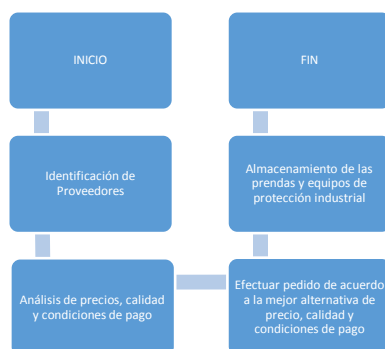 INICIO
Identificación de
Proveedores
Análisis de precios, calidad
y condiciones de pago
Efectuar pedido de acuerdo
a la mejor alternativa de
precio, calidad y
condiciones de pago
Almacenamiento de las
prendas y equipos de
protección industrial
FIN